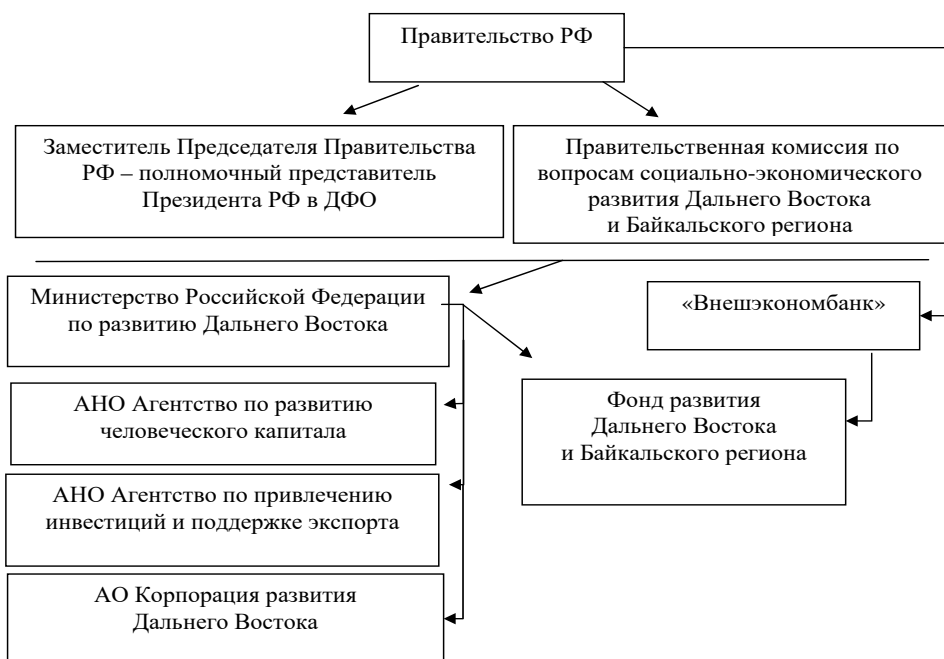 Правительство РФ
Заместитель Председателя Правительства
РФ – полномочный представитель
Президента РФ в ДФО
Правительственная комиссия по
вопросам социально-экономического
развития Дальнего Востока
и Байкальского региона
Министерство Российской Федерации
по развитию Дальнего Востока
«Внешэкономбанк»
АНО Агентство по развитию
человеческого капитала
Фонд развития
Дальнего Востока
и Байкальского региона
АНО Агентство по привлечению
инвестиций и поддержке экспорта
АО Корпорация развития
Дальнего Востока